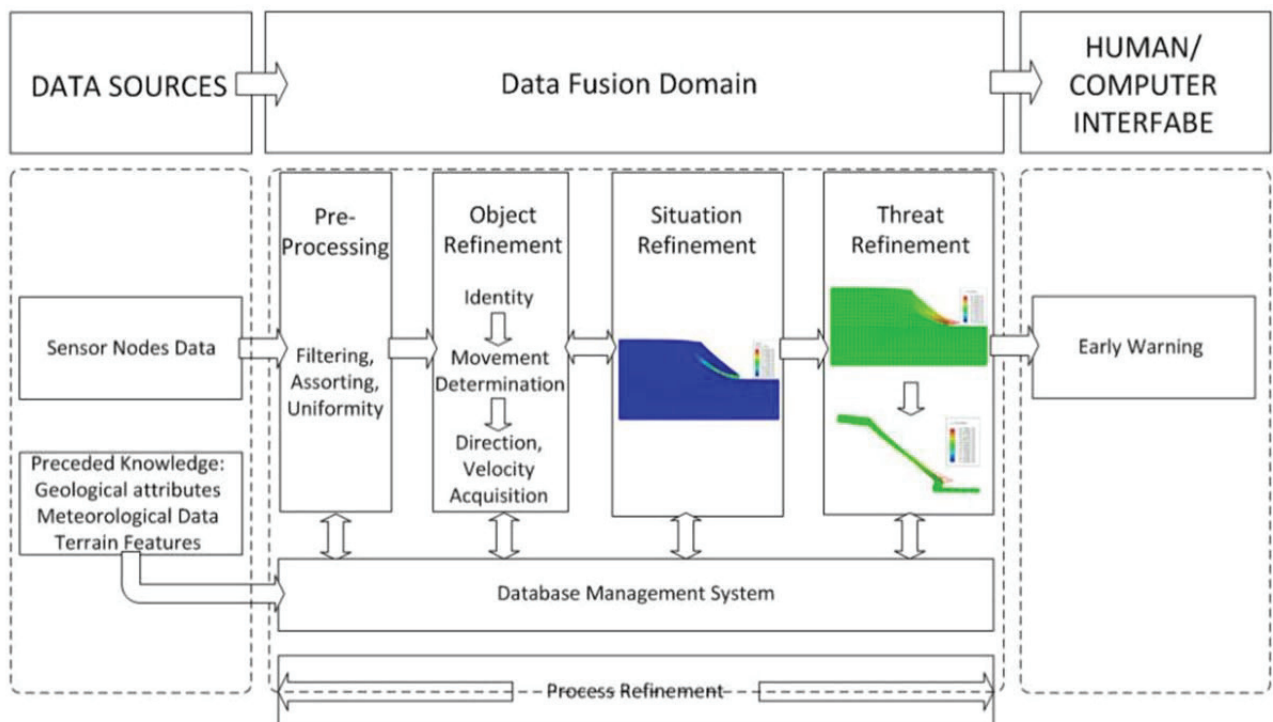 DATA SOURCES
Data Fusion Domain
HUMAN/
COMPUTER
INTERFABE
Sensor Nodes Data
Preceded Knowledge:
Geological attributes
Meteorological Data
Terrain Features
Pre-
Processing
Filtering,
Assorting,
Uniformity
Object
Refinement
Identity
Movement
Determination
Direction,
Velocity
Acquisition
Situation
Refinement
Threat
Refinement
Early Warning
Database Management System
Process Refinement